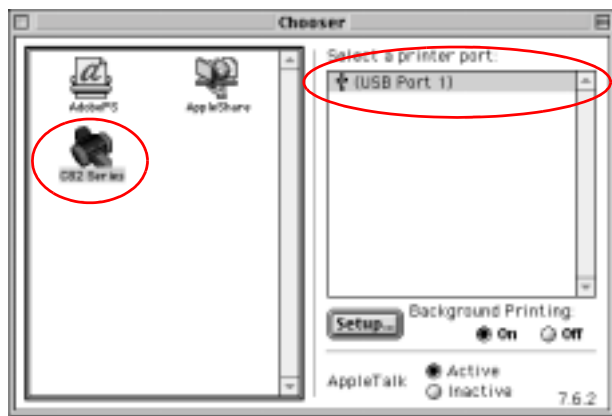 Chooser
AdobePS
AppleShare
C82 Series
Select a printer port:
(USB Port 1)
Setup...
Background Printing:
On Off
AppleTalk
Active
Inactive
7.6.2